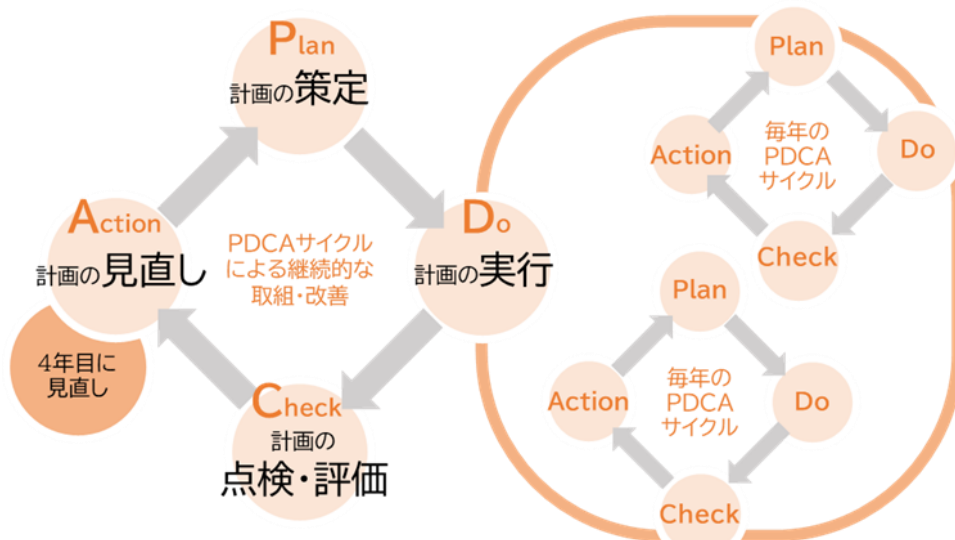 Plan
計画の策定
Action
計画の見直し
PDCAサイクル
による継続的な
取組・改善
Do
計画の実行
4年目に
見直し
Check
計画の
点検・評価
Plan
Action
毎年の
PDCA
サイクル
Do
Check
Plan
Action
毎年の
PDCA
サイクル
Do
Check